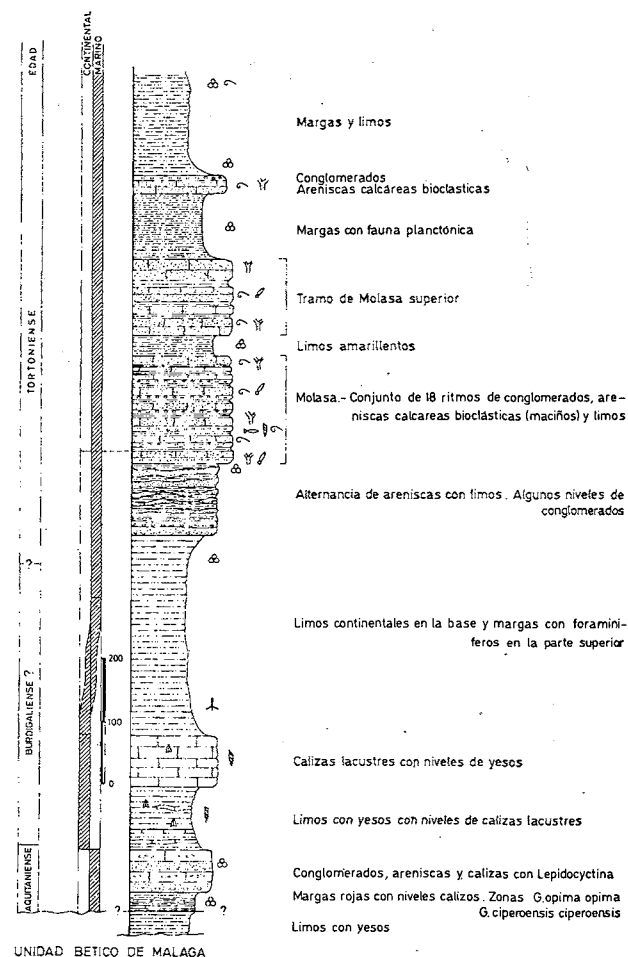 EDAD
CONTINENTAL
MARINO
Margas y limos
Conglomerados
Areniscas calcáreas bioclasticas
Margas con fauna planctónica
Tramo de Molasa superior
TORTONIENSE
Limos amarillentos
Molasa.- Conjunto de 18 ritmos de conglomerados, are-
niscas calcareas bioclásticas (maciños) y limos
Alternancia de areniscas con limos. Algunos niveles de
conglomerados
?
Limos continentales en la base y margas con foramini-
feros en la parte superior
BURDIGALIENSE ?
200
100
0
Calizas lacustres con niveles de yesos
Limos con yesos con niveles de calizas lacustres
AQUITANIENSE
Conglomerados, areniscas y calizas con Lepidocyctina
Margas rojas con niveles calizos. Zonas G.opima opima
G. ciperoensis ciperoensis
? ?
Limos con yesos
UNIDAD BETICO DE MALAGA